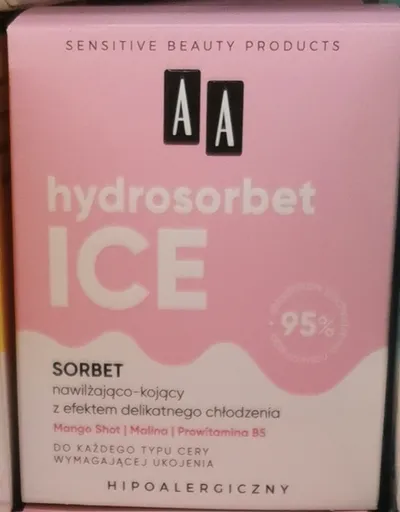 SENSITIVE BEAUTY PRODUCTS
AA
hydrosorbet
ICE
95%
SORBET
nawilżająco-kojący
z efektem delikatnego chłodzenia
Mango Shot | Malina | Prowitamina B5
DO KAŻDEGO TYPU CERY
WYMAGAJĄCEJ UKOJENIA
HIPOALERGICZNY